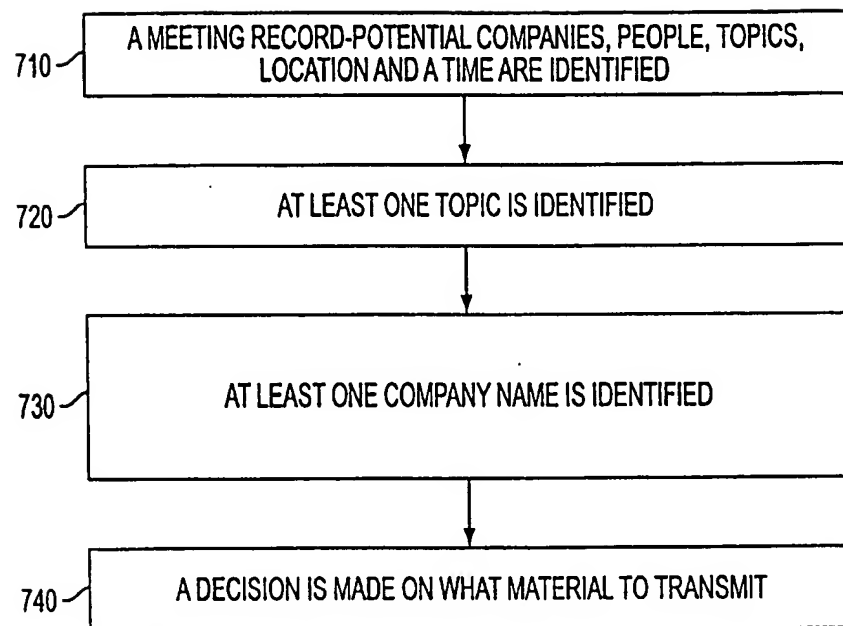 710
A MEETING RECORD-POTENTIAL COMPANIES, PEOPLE, TOPICS,
LOCATION AND A TIME ARE IDENTIFIED
720
AT LEAST ONE TOPIC IS IDENTIFIED
730
AT LEAST ONE COMPANY NAME IS IDENTIFIED
740
A DECISION IS MADE ON WHAT MATERIAL TO TRANSMIT